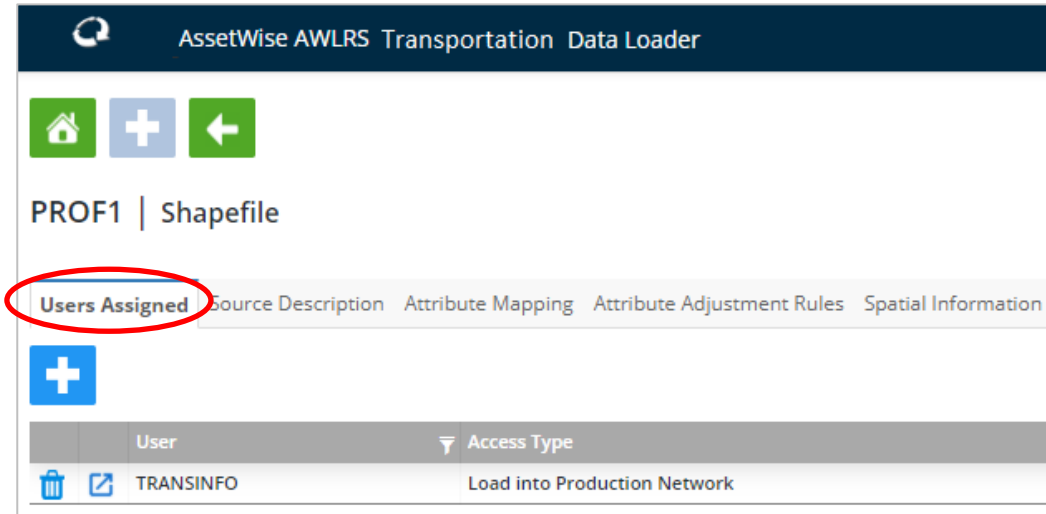 AssetWise AWLRS Transportation Data Loader
PROF1 | Shapefile
Users Assigned Source Description Attribute Mapping Attribute Adjustment Rules Spatial Information
User Access Type
TRANSINFO Load into Production Network